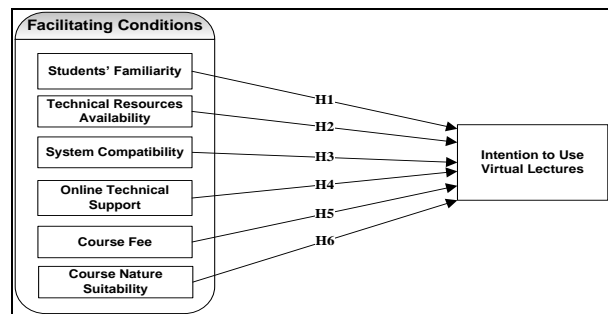 Facilitating Conditions
Students' Familiarity
Technical Resources
Availability
System Compatibility
Online Technical
Support
Course Fee
Course Nature
Suitability
H1
H2
H3
H4
H5
H6
Intention to Use
Virtual Lectures